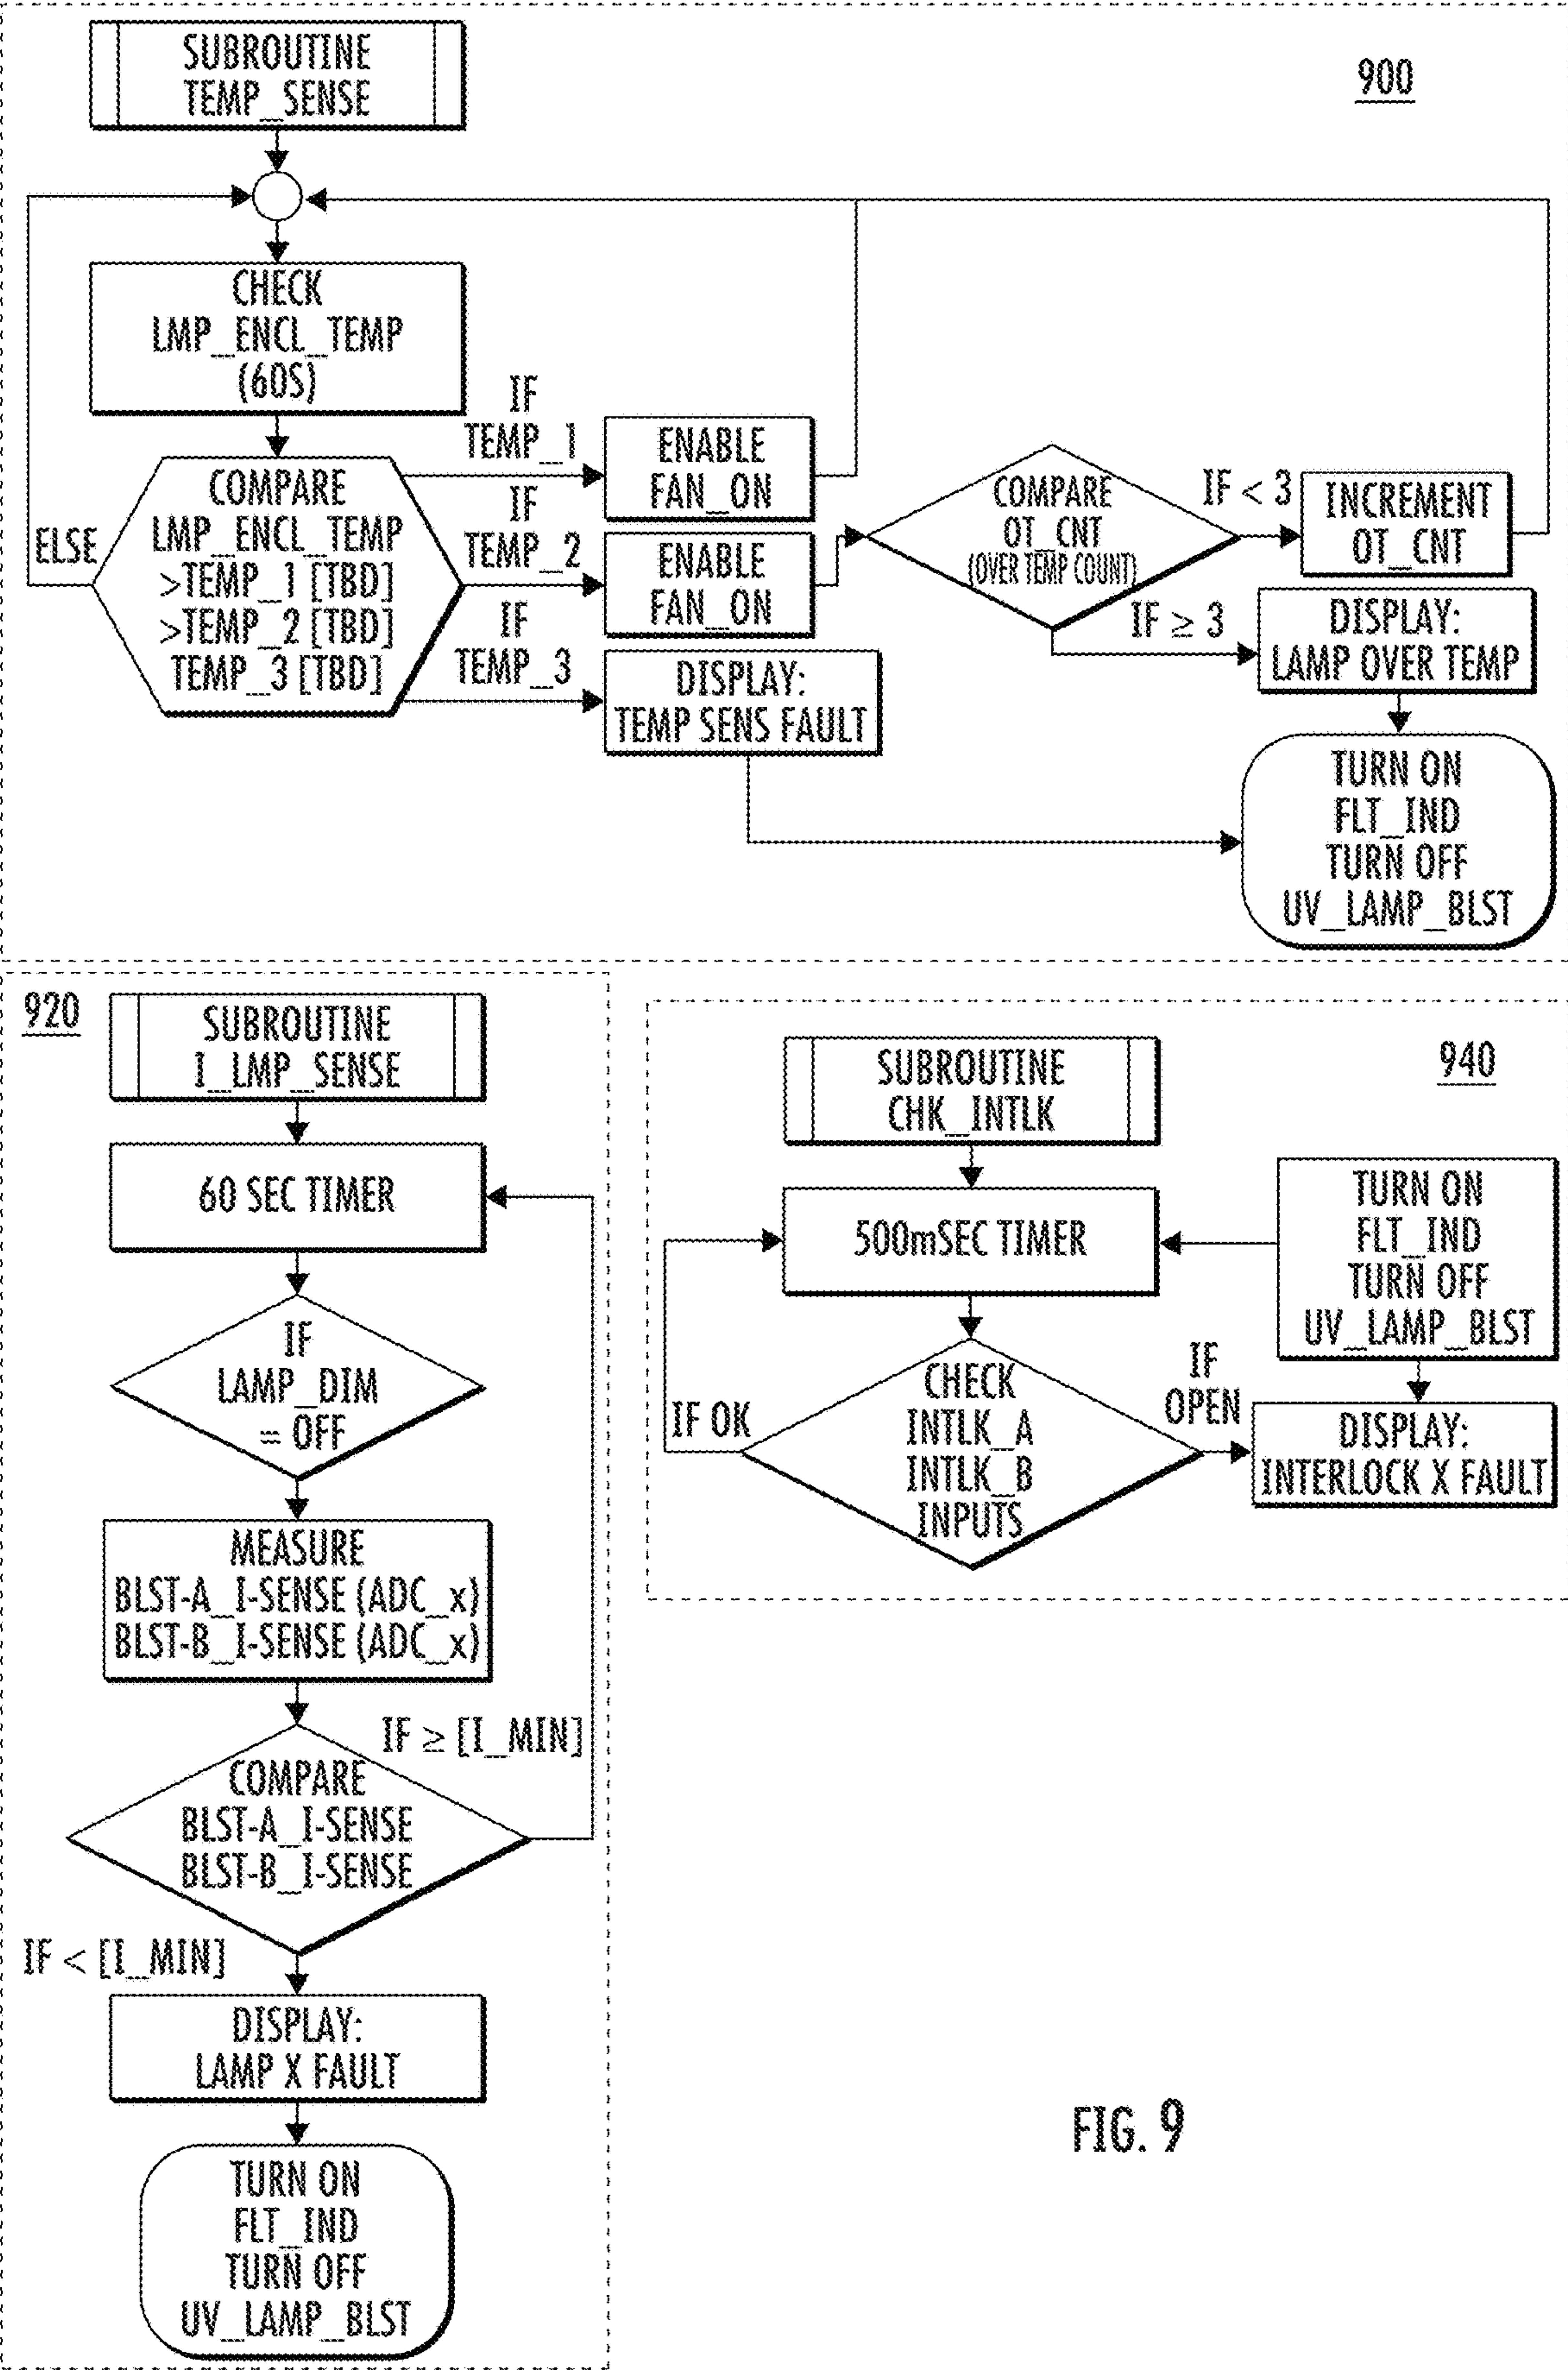 900
SUBROUTINE
TEMP_SENSE
CHECK
LMP_ENCL_TEMP
(60S)
COMPARE
LMP_ENCL_TEMP
>TEMP_1 [TBD]
>TEMP_2 [TBD]
TEMP_3 [TBD]
ELSE
IF
TEMP_1
ENABLE
FAN_ON
IF
TEMP_2
ENABLE
FAN_ON
IF
TEMP_3
DISPLAY:
TEMP SENS FAULT
COMPARE
OT_CNT
(OVER TEMP COUNT)
IF < 3
INCREMENT
OT_CNT
IF ≥ 3
DISPLAY:
LAMP OVER TEMP
TURN ON
FLT_IND
TURN OFF
UV_LAMP_BLST
920
SUBROUTINE
I_LMP_SENSE
60 SEC TIMER
IF
LAMP_DIM
= OFF
MEASURE
BLST-A_I-SENSE (ADC_x)
BLST-B_I-SENSE (ADC_x)
IF ≥ [I_MIN]
COMPARE
BLST-A_I-SENSE
BLST-B_I-SENSE
IF < [I_MIN]
DISPLAY:
LAMP X FAULT
TURN ON
FLT_IND
TURN OFF
UV_LAMP_BLST
940
SUBROUTINE
CHK_INTLK
500mSEC TIMER
IF OK
CHECK
INTLK_A
INTLK_B
INPUTS
IF
OPEN
TURN ON
FLT_IND
TURN OFF
UV_LAMP_BLST
DISPLAY:
INTERLOCK X FAULT
FIG. 9